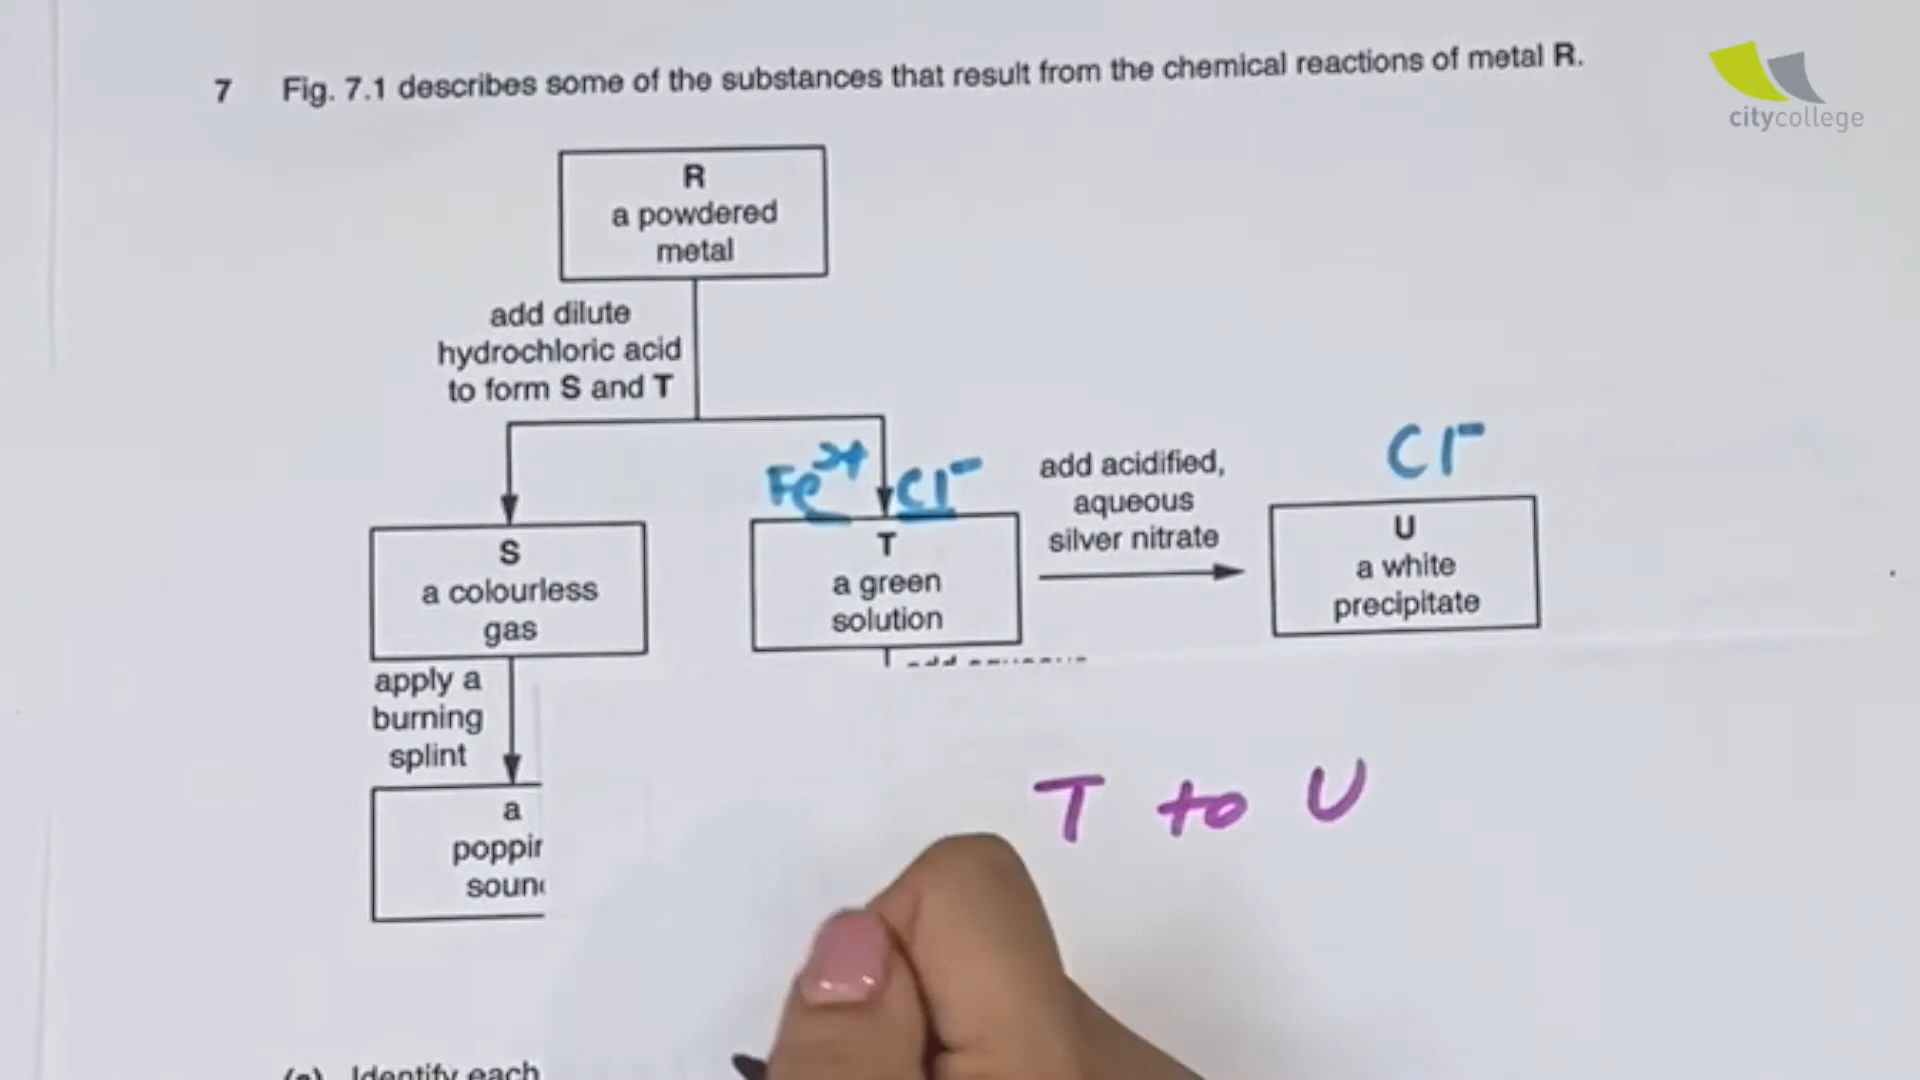 7 Fig. 7.1 describes some of the substances that result from the chemical reactions of metal R.
citycollege
R
a powdered
metal
add dilute
hydrochloric acid
to form S and T
Fe²⁺ Cl⁻
add acidified,
aqueous
silver nitrate
Cl⁻
S
a colourless
gas
T
a green
solution
U
a white
precipitate
apply a
burning
splint
a
T to U
Identify each